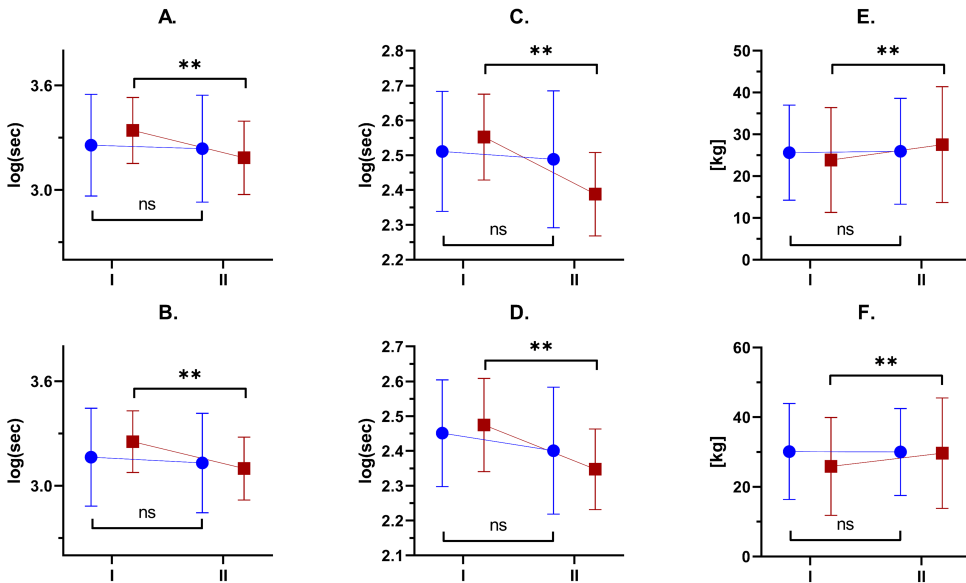 A.
log(sec)
3.6
3.0
**
ns
I
II
C.
log(sec)
2.8
2.7
2.6
2.5
2.4
2.3
2.2
**
ns
I
II
E.
[kg]
50
40
30
20
10
0
**
ns
I
II
B.
log(sec)
3.6
3.0
**
ns
I
II
D.
log(sec)
2.7
2.6
2.5
2.4
2.3
2.2
2.1
**
ns
I
II
F.
[kg]
60
40
20
0
**
ns
I
II